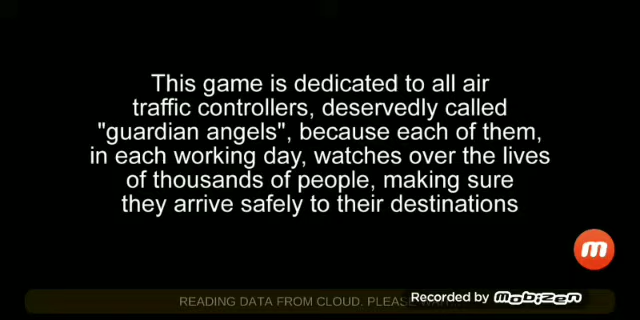 This game is dedicated to all air
traffic controllers, deservedly called
"guardian angels", because each of them,
in each working day, watches over the lives
of thousands of people, making sure
they arrive safely to their destinations
READING DATA FROM CLOUD. PLEASE
Recorded by Mobizen